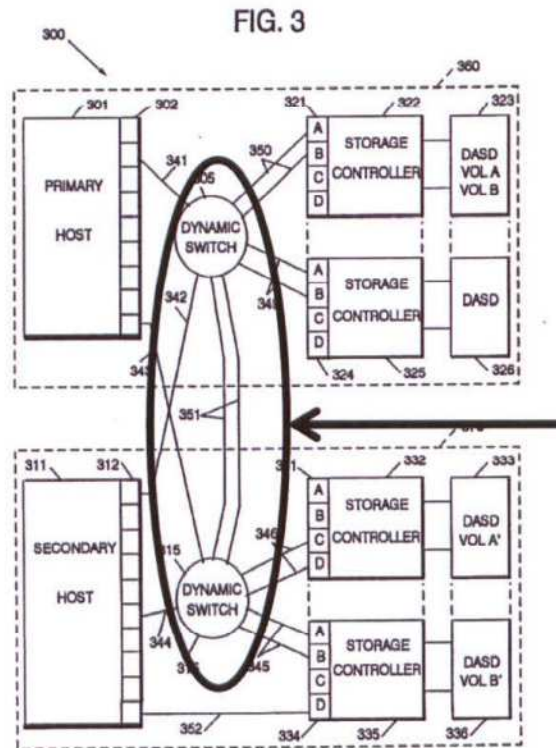 FIG. 3
300
360
301
302
321
322
323
341
350
305
PRIMARY
HOST
DYNAMIC
SWITCH
A
B
C
D
STORAGE
CONTROLLER
DASD
VOL A
VOL B
342
343
A
B
C
D
STORAGE
CONTROLLER
DASD
324
325
326
351
311
312
332
333
SECONDARY
HOST
315
346
DYNAMIC
SWITCH
A
B
C
D
STORAGE
CONTROLLER
DASD
VOL A'
344
345
A
B
C
D
STORAGE
CONTROLLER
DASD
VOL B'
352
334
335
336